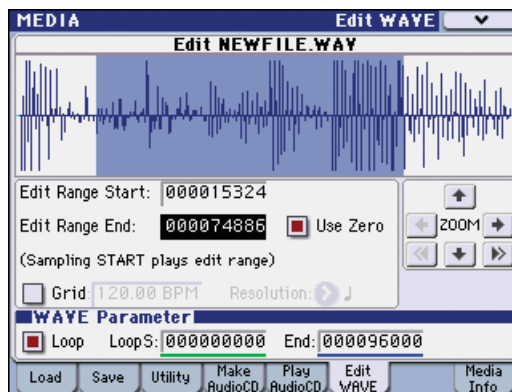 MEDIA Edit WAVE
Edit NEWFILE.WAV
Edit Range Start: 000015324
Edit Range End: 000074886 Use Zero
ZOOM
(Sampling START plays edit range)
Grid: 120.00 BPM Resolution:
WAVE Parameter
Loop LoopS: 000000000 End: 000096000
Load Save Utility Make AudioCD Play AudioCD Edit WAVE Media Info